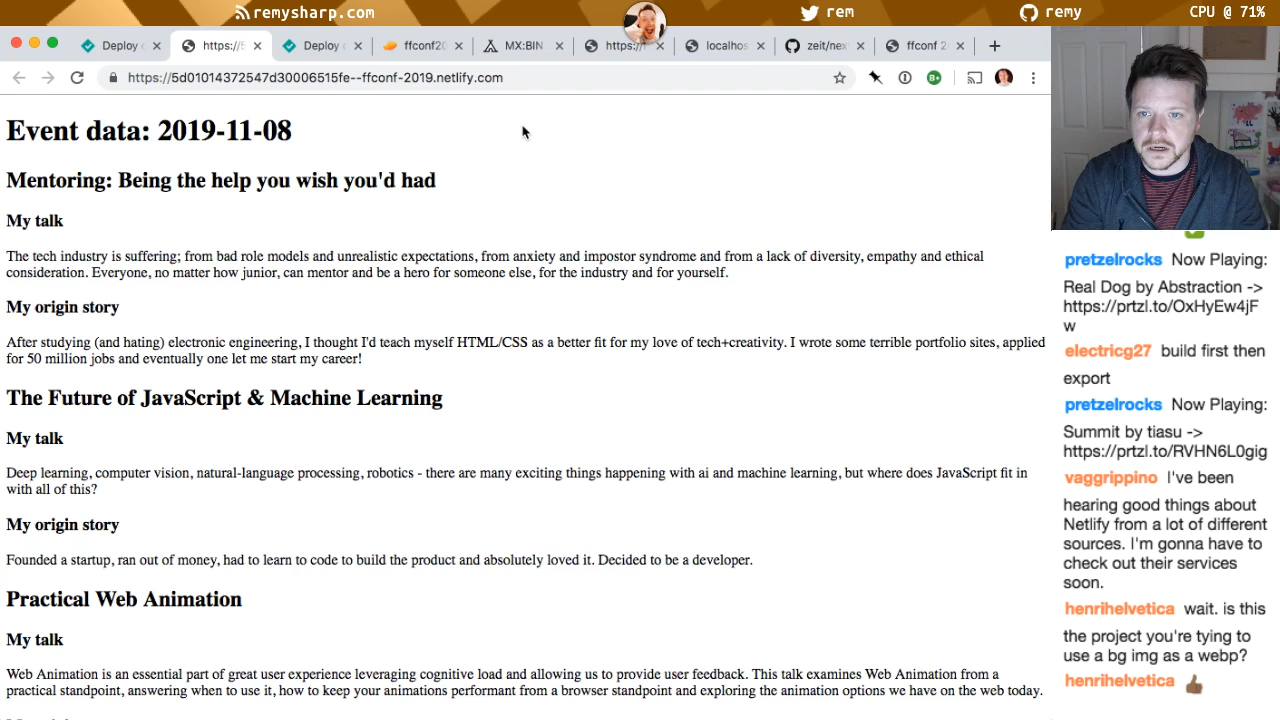 remysharp.com
rem
remy
CPU @ 71%
Deploy
https://5
Deploy
ffconf20
MX:BIN
https://
localhos
zeit/nex
ffconf 2
https://5d01014372547d30006515fe--ffconf-2019.netlify.com
Event data: 2019-11-08
Mentoring: Being the help you wish you'd had
My talk
The tech industry is suffering; from bad role models and unrealistic expectations, from anxiety and impostor syndrome and from a lack of diversity, empathy and ethical
consideration. Everyone, no matter how junior, can mentor and be a hero for someone else, for the industry and for yourself.
My origin story
After studying (and hating) electronic engineering, I thought I'd teach myself HTML/CSS as a better fit for my love of tech+creativity. I wrote some terrible portfolio sites, applied
for 50 million jobs and eventually one let me start my career!
The Future of JavaScript & Machine Learning
My talk
Deep learning, computer vision, natural-language processing, robotics - there are many exciting things happening with ai and machine learning, but where does JavaScript fit in
with all of this?
My origin story
Founded a startup, ran out of money, had to learn to code to build the product and absolutely loved it. Decided to be a developer.
Practical Web Animation
My talk
Web Animation is an essential part of great user experience leveraging cognitive load and allowing us to provide user feedback. This talk examines Web Animation from a
practical standpoint, answering when to use it, how to keep your animations performant from a browser standpoint and exploring the animation options we have on the web today.
pretzelrocks Now Playing:
Real Dog by Abstraction ->
https://prtzl.to/OxHyEw4jF
w
electricg27 build first then
export
pretzelrocks Now Playing:
Summit by tiasu ->
https://prtzl.to/RVHN6L0gig
vaggrippino I've been
hearing good things about
Netlify from a lot of different
sources. I'm gonna have to
check out their services
soon.
henrihelvetica wait. is this
the project you're tying to
use a bg img as a webp?
henrihelvetica